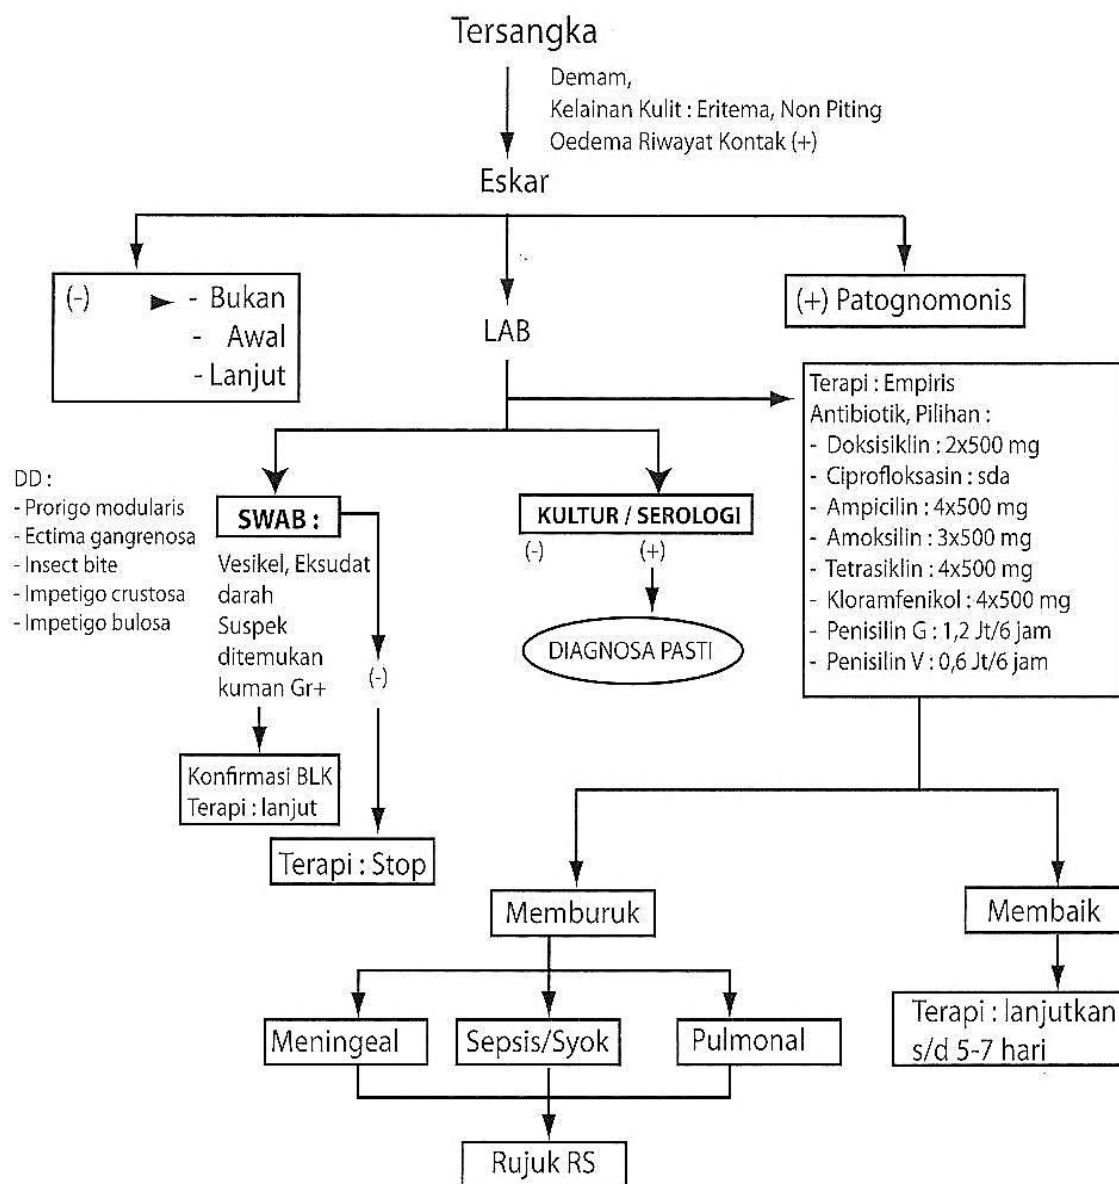 Tersangka
Demam,
Kelainan Kulit : Eritema, Non Piting
Oedema Riwayat Kontak (+)
Eskar
(-) - Bukan
- Awal
- Lanjut
LAB
(+) Patognomonis
Terapi : Empiris
Antibiotik, Pilihan :
- Doksisiklin : 2x500 mg
- Ciprofloksasin : sda
- Ampicilin : 4x500 mg
- Amoksilin : 3x500 mg
- Tetrasiklin : 4x500 mg
- Kloramfenikol : 4x500 mg
- Penisilin G : 1,2 Jt/6 jam
- Penisilin V : 0,6 Jt/6 jam
DD :
- Prorigo modularis
- Ectima gangrenosa
- Insect bite
- Impetigo crustosa
- Impetigo bulosa
SWAB :
Vesikel, Eksudat
darah
Suspek
ditemukan
kuman Gr+
(-)
KULTUR / SEROLOGI
(-) (+)
DIAGNOSA PASTI
Konfirmasi BLK
Terapi : lanjut
Terapi : Stop
Memburuk
Membaik
Meningeal
Sepsis/Syok
Pulmonal
Terapi : lanjutkan
s/d 5-7 hari
Rujuk RS